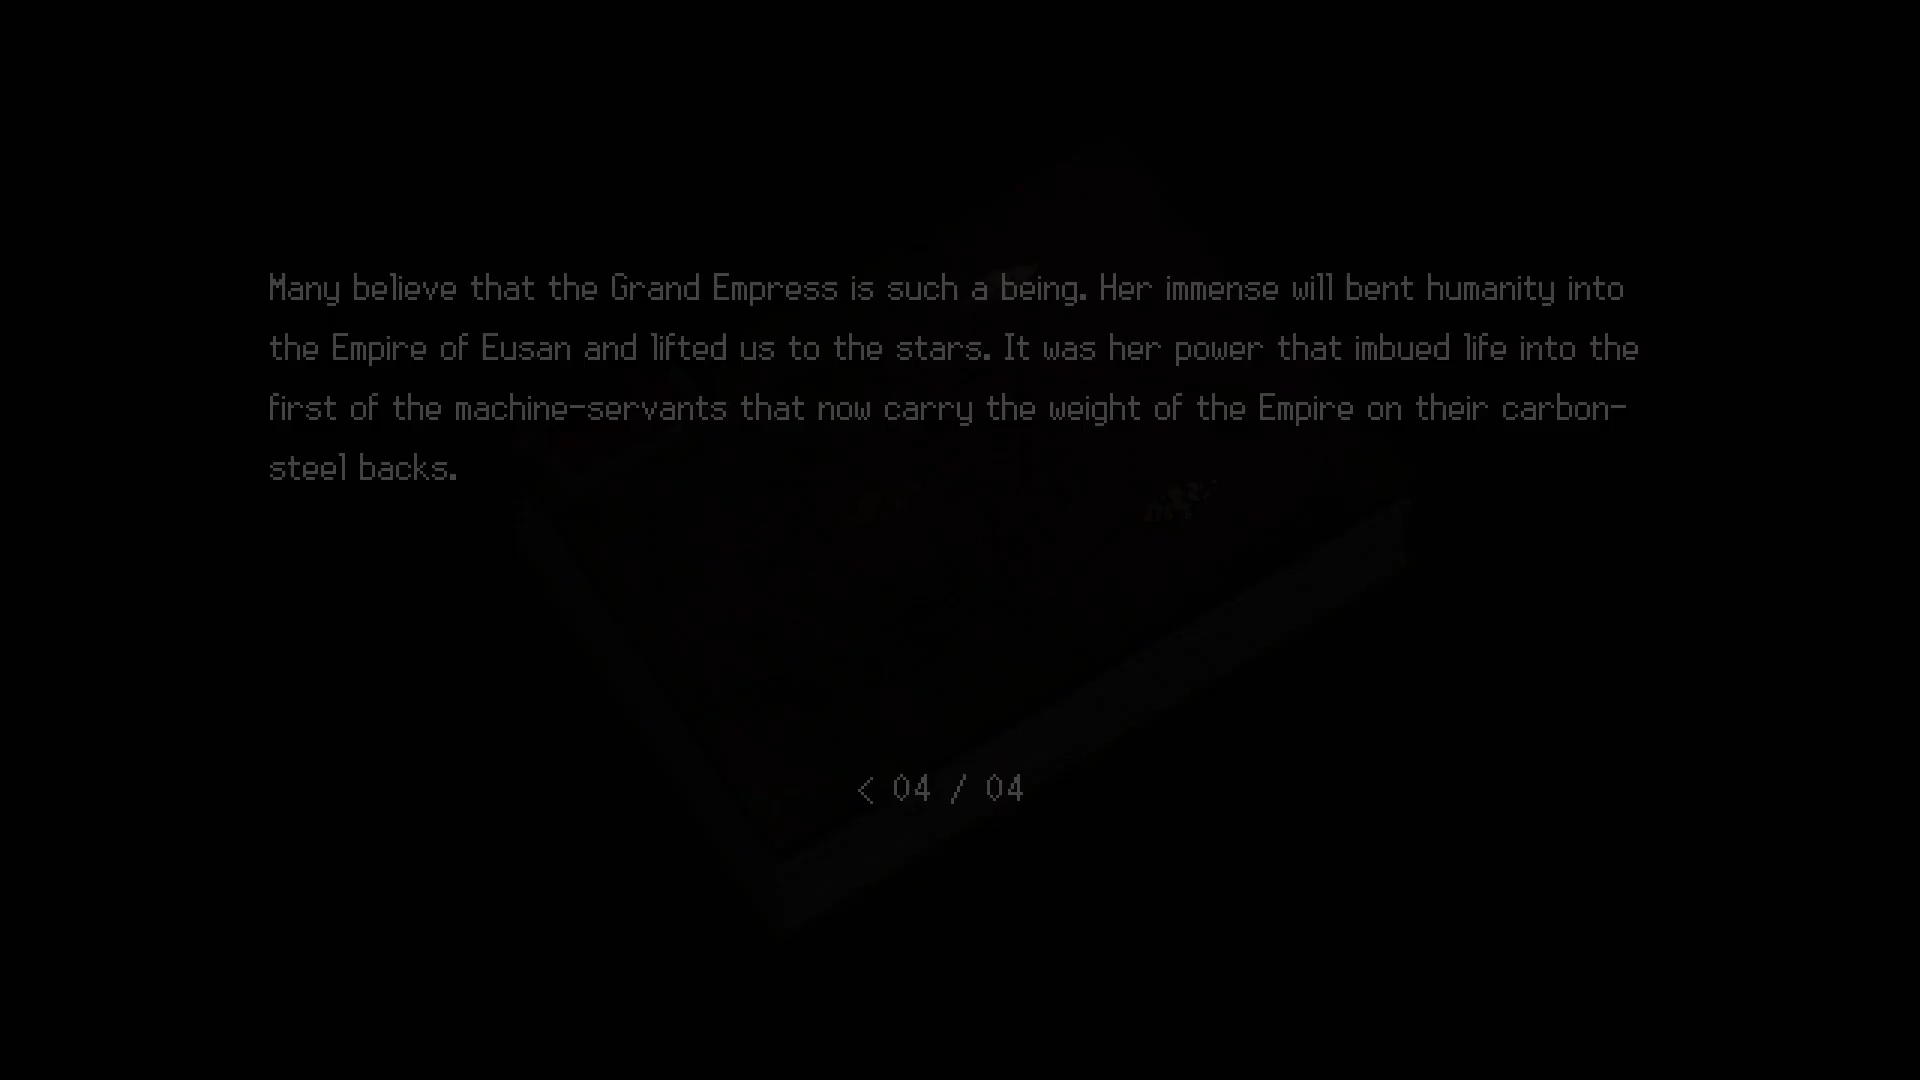 Many believe that the Grand Empress is such a being. Her immense will bent humanity into
the Empire of Eusan and lifted us to the stars. It was her power that imbued life into the
first of the machine-servants that now carry the weight of the Empire on their carbon-
steel backs.
< 04 / 04